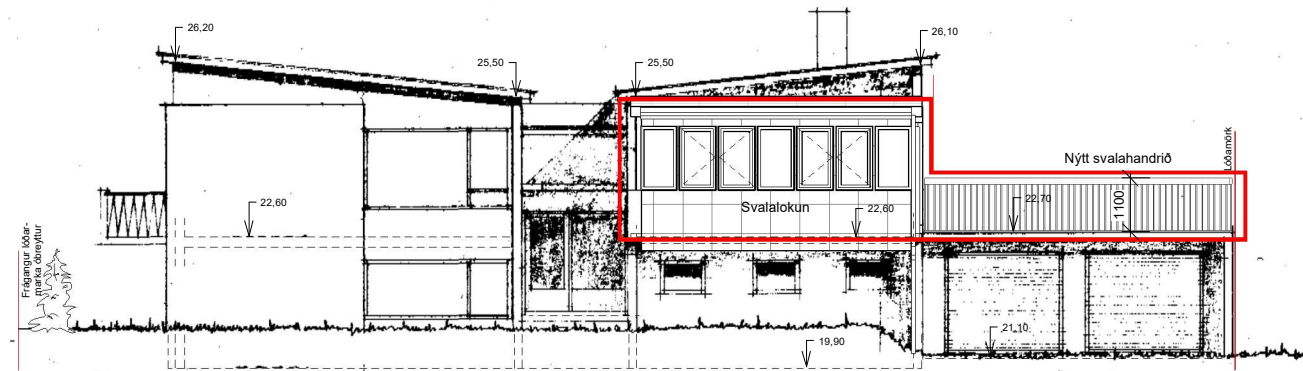 26,20
25,50
25,50
26,10
Nýtt svalahandrið
Lóðamörk
1100
22,70
22,60
Svalalokun
22,60
Frágangur lóðar-
marka óbreyttur
21,10
19,90